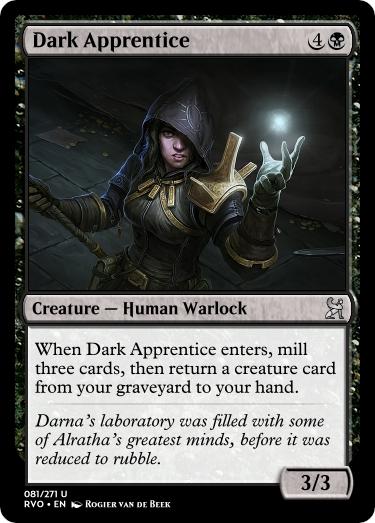 Dark Apprentice 4
Creature — Human Warlock
When Dark Apprentice enters, mill
three cards, then return a creature card
from your graveyard to your hand.
Darna's laboratory was filled with some
of Alratha's greatest minds, before it was
reduced to rubble.
3/3
081/271 U
RVO • EN Rogier van de Beek